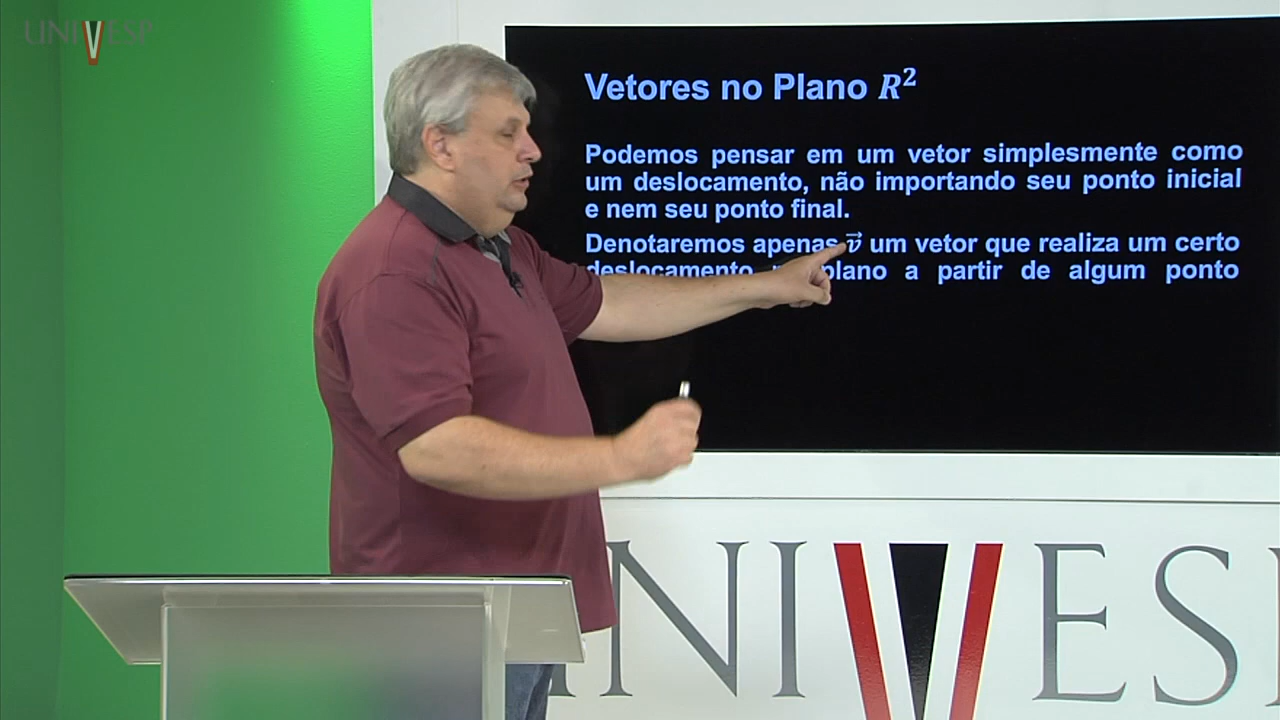 UNIVESP
Vetores no Plano R²
Podemos pensar em um vetor simplesmente como
um deslocamento, não importando seu ponto inicial
e nem seu ponto final.
Denotaremos apenas v⃗ um vetor que realiza um certo
deslocamento plano a partir de algum ponto
UNIVESP